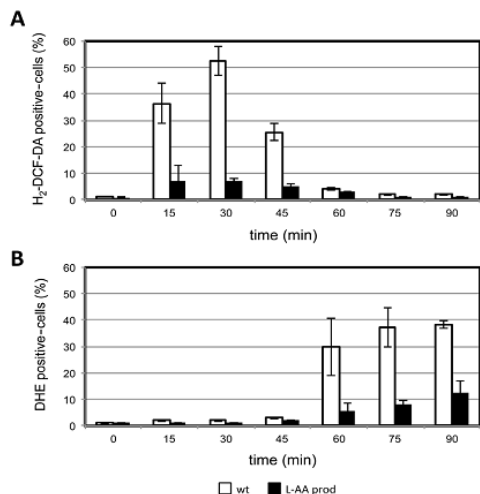 A
H₂-DCF-DA positive-cells (%)
60
50
40
30
20
10
0
0 15 30 45 60 75 90
time (min)
B
DHE positive-cells (%)
60
50
40
30
20
10
0
0 15 30 45 60 75 90
time (min)
wt L-AA prod